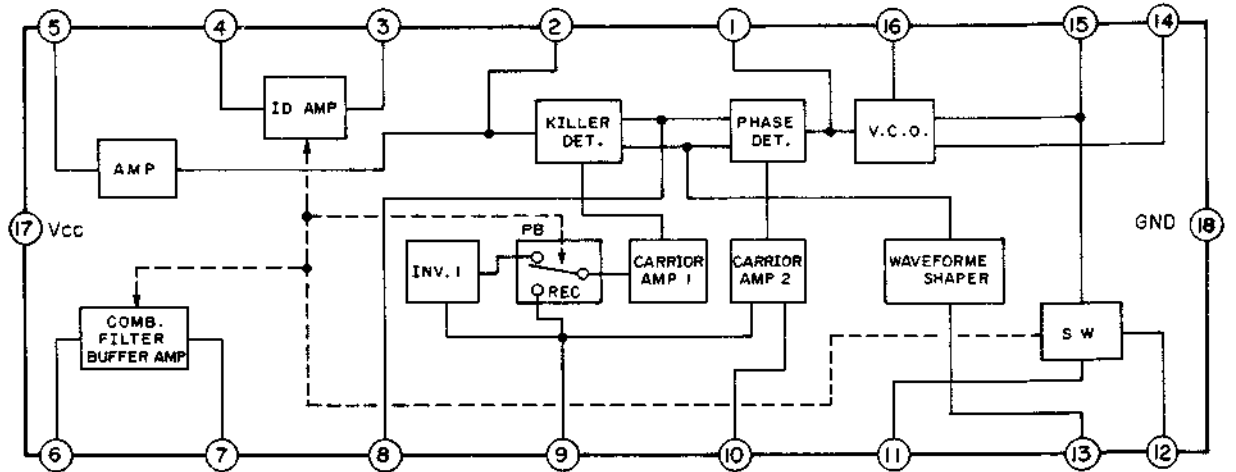 5 4 3 2 1 16 15 14
ID AMP
KILLER
DET.
PHASE
DET.
V.C.O.
AMP
17 Vcc
GND 18
PB
INV. 1
REC
CARRIOR
AMP 1
CARRIOR
AMP 2
WAVEFORME
SHAPER
COMB.
FILTER
BUFFER AMP
SW
6 7 8 9 10 11 13 12